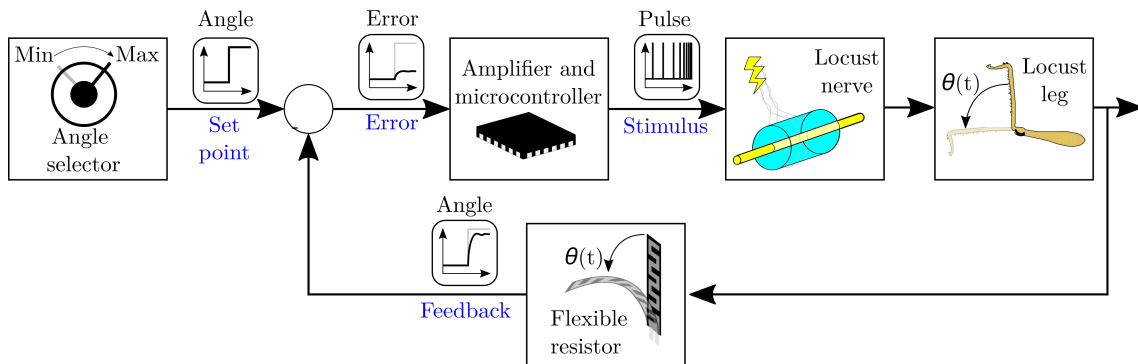 Min
Max
Angle
selector
Angle
Set
point
Error
Error
Amplifier and
microcontroller
Pulse
Stimulus
Locust
nerve
θ(t)
Locust
leg
Angle
Feedback
θ(t)
Flexible
resistor